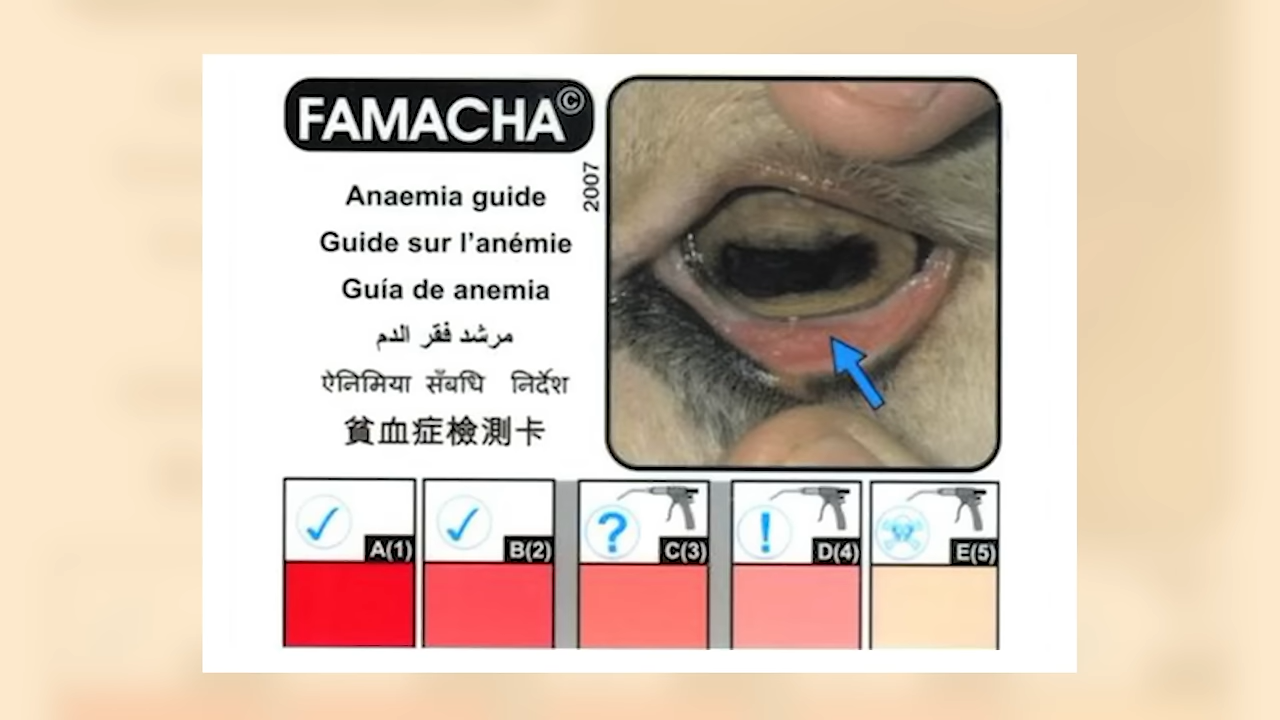 FAMACHA©
2007
Anaemia guide
Guide sur l'anémie
Guía de anemia
مرشد فقر الدم
ऐनिमिया सँबधि निर्देश
貧血症檢測卡
A(1)
B(2)
?
C(3)
!
D(4)
E(5)